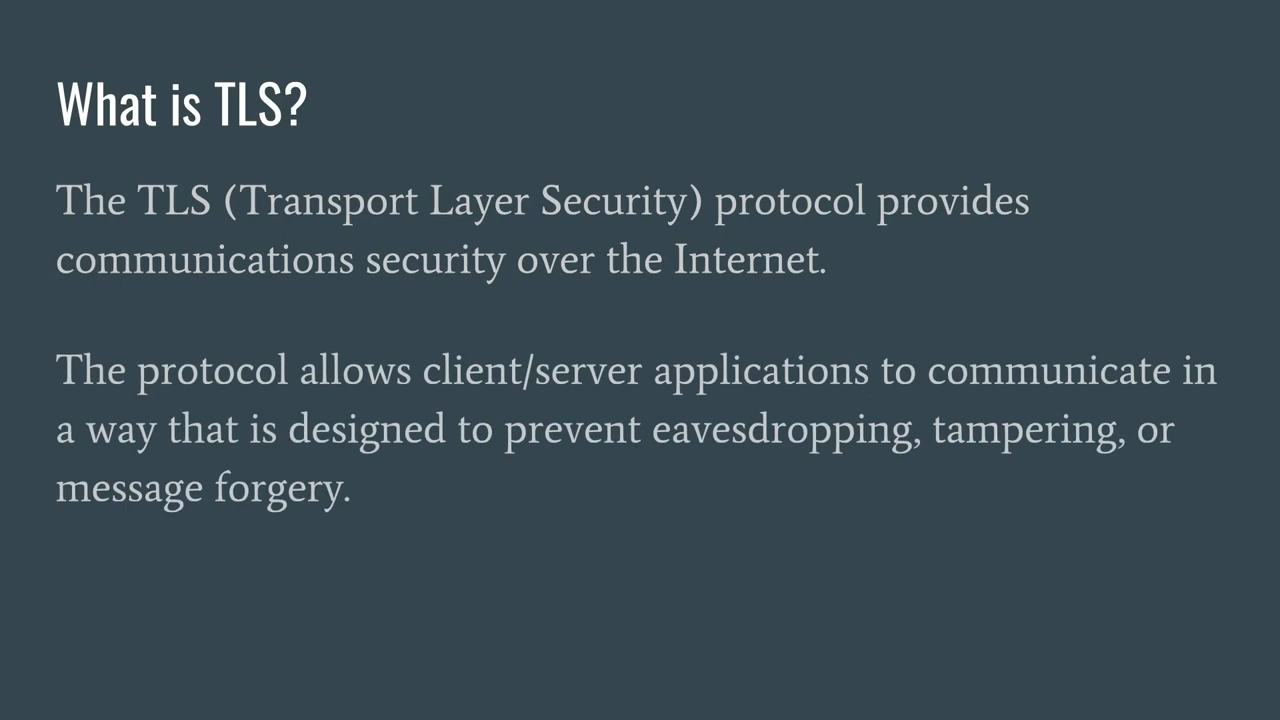 What is TLS?
The TLS (Transport Layer Security) protocol provides
communications security over the Internet.
The protocol allows client/server applications to communicate in
a way that is designed to prevent eavesdropping, tampering, or
message forgery.